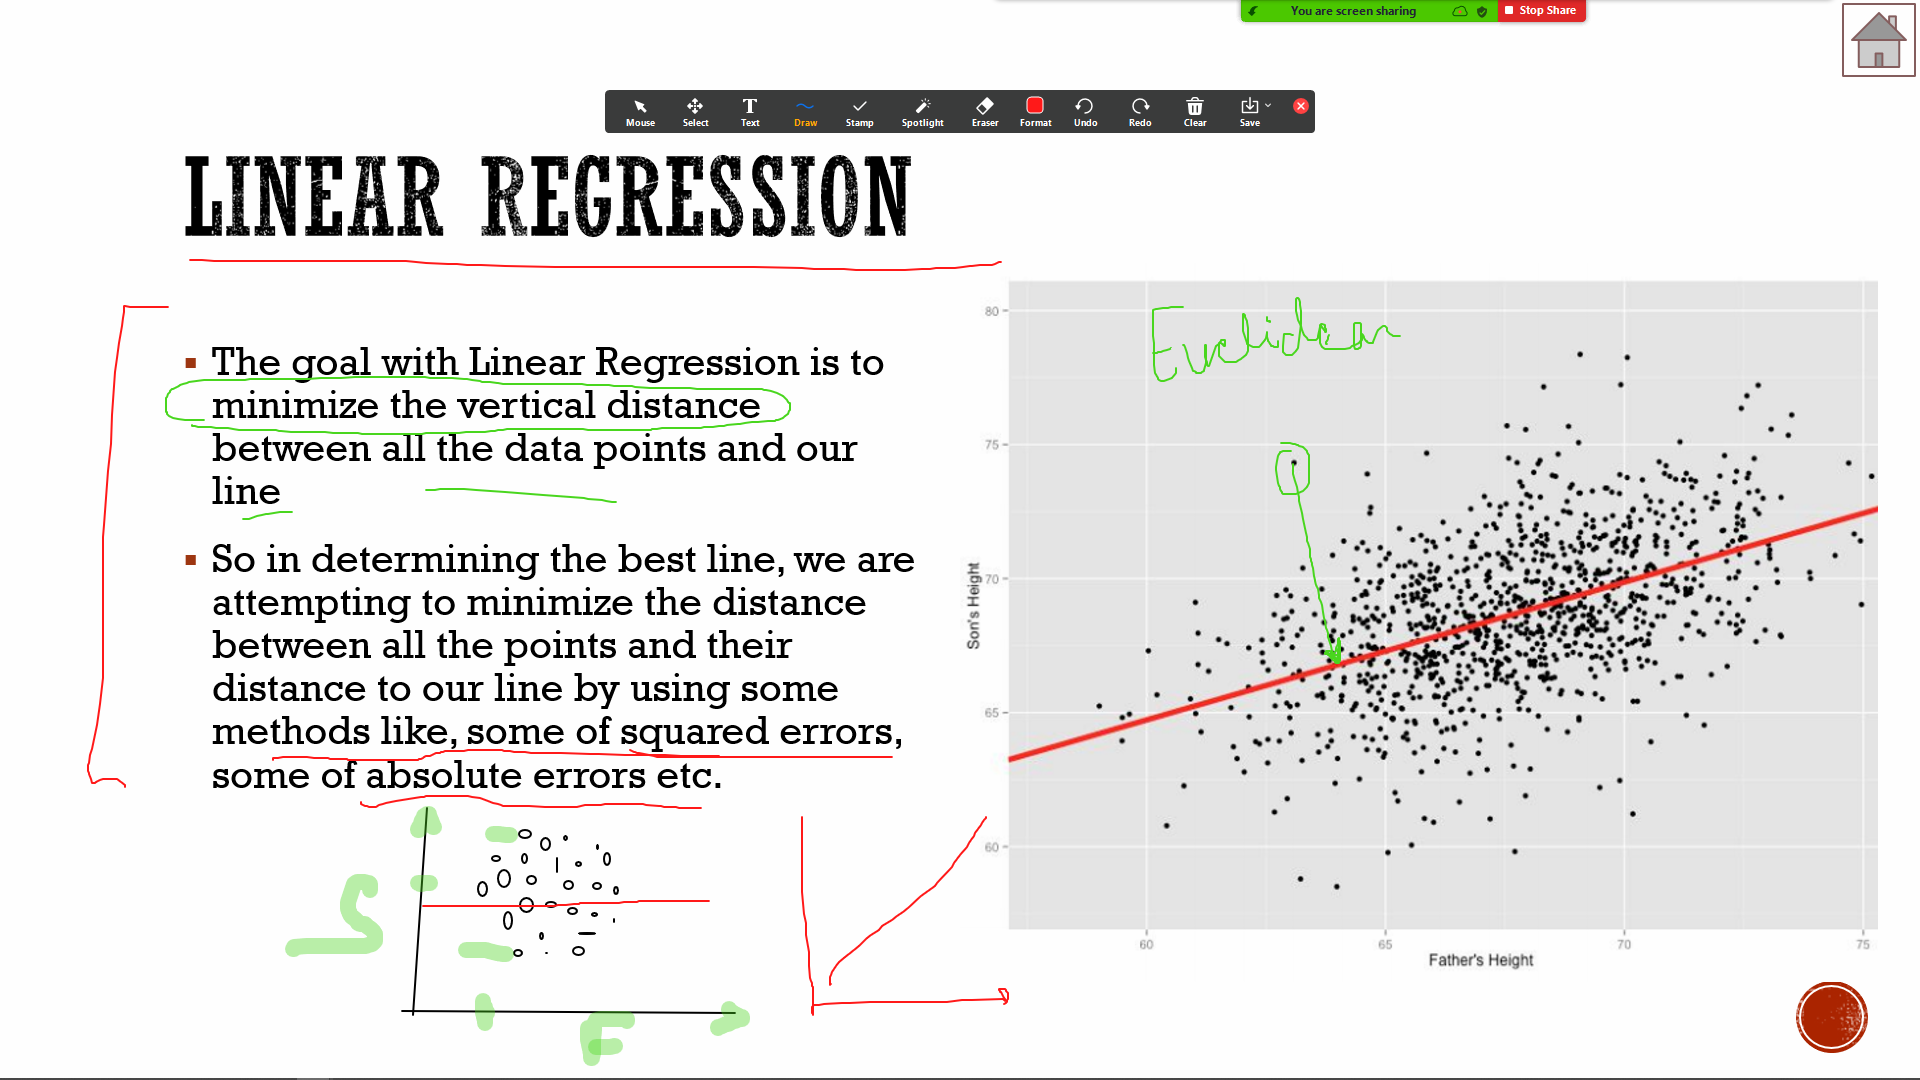 You are screen sharing
Stop Share
Mouse Select Text Draw Stamp Spotlight Eraser Format Undo Redo Clear Save
LINEAR REGRESSION
The goal with Linear Regression is to
minimize the vertical distance
between all the data points and our
line
So in determining the best line, we are
attempting to minimize the distance
between all the points and their
distance to our line by using some
methods like, some of squared errors,
some of absolute errors etc.
S
F
Euclidean
80
75
70
65
60
Son's Height
60 65 70 75
Father's Height